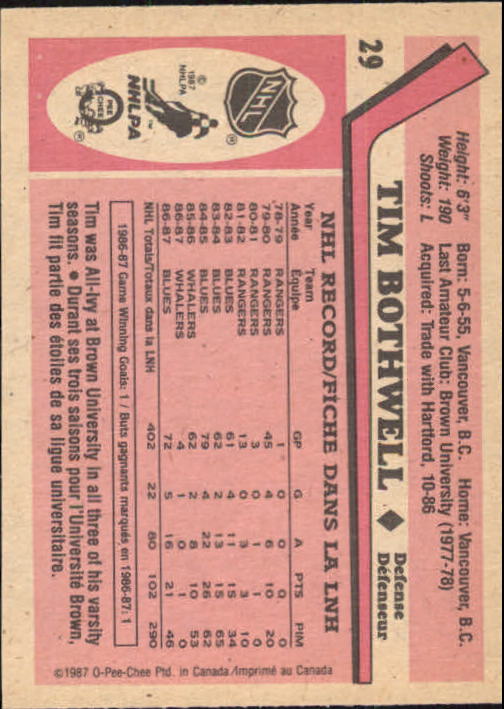 29
Height: 6'3" Born: 5-6-55, Vancouver, B.C. Home: Vancouver, B.C.
Weight: 190 Last Amateur Club: Brown University (1977-78)
Shoots: L Acquired: Trade with Hartford, 10-86
TIM BOTHWELL ◆ Defense Défenseur
NHL RECORD/FICHE DANS LA LNH
Year Team
Année Équipe GP G A PTS PIM
78-79 RANGERS 1 0 0 0 0
79-80 RANGERS 45 4 6 10 20
80-81 RANGERS 3 0 1 1 0
81-82 RANGERS 13 0 3 3 10
82-83 BLUES 61 4 11 15 34
83-84 BLUES 62 2 13 15 65
84-85 BLUES 79 4 22 26 62
85-86 WHALERS 62 2 8 10 53
86-87 WHALERS 4 1 0 1 0
86-87 BLUES 72 5 16 21 46
NHL Totals/Totaux dans la LNH 402 22 80 102 290
1986-87 Game Winning Goals: 1 / Buts gagnants marqués, en 1986-87: 1
Tim was All-Ivy at Brown University in all three of his varsity
seasons. ● Durant ses trois saisons pour l'Université Brown,
Tim fit partie des étoiles de sa ligue universitaire.
NHL ®
© 1987
NHLPA
NHLPA ™
O PEE CHEE ®
©1987 O-Pee-Chee Ptd. in Canada/Imprimé au Canada